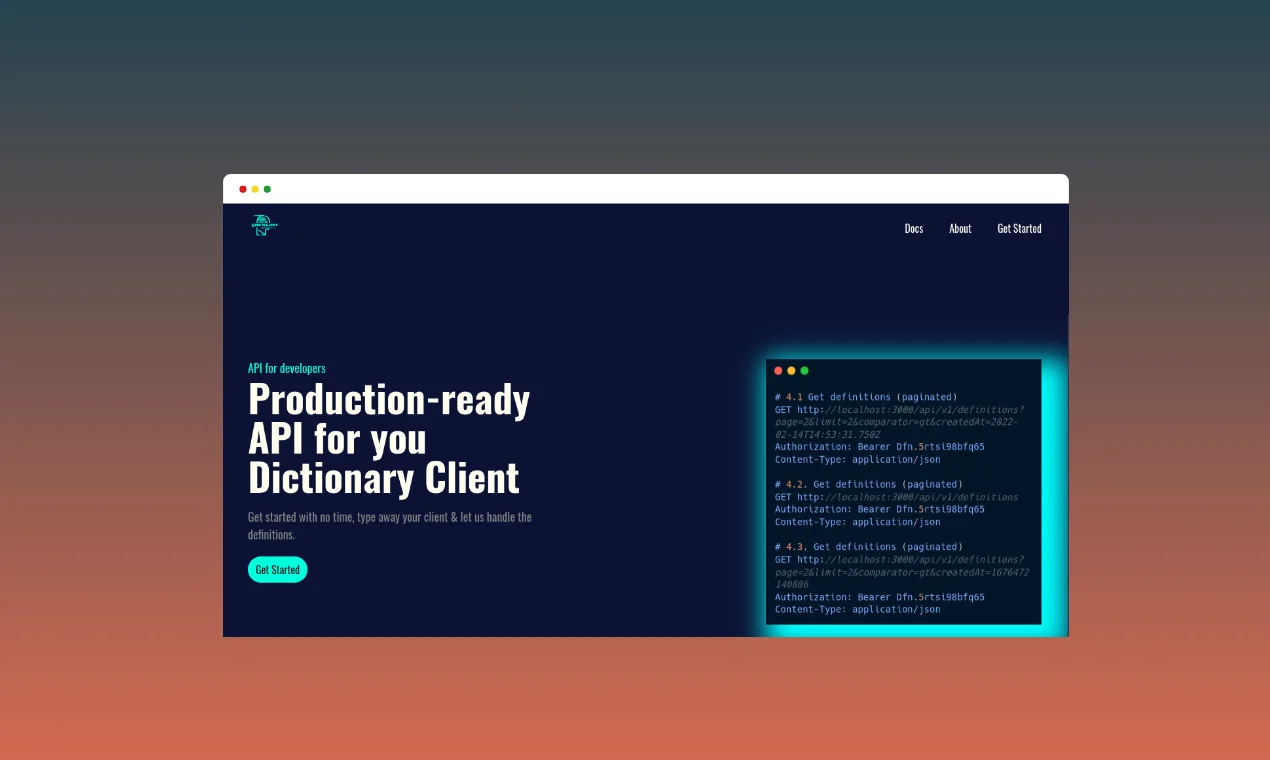 Docs About Get Started
API for developers
Production-ready
API for you
Dictionary Client
Get started with no time, type away your client & let us handle the
definitions.
Get Started
# 4.1 Get definitions (paginated)
GET http://localhost:3000/api/v1/definitions?
page=2&limit=2&comparator=gt&createdAt=2022-
02-14T14:53:31.750Z
Authorization: Bearer Dfn.5rtsi98bfq65
Content-Type: application/json
# 4.2. Get definitions (paginated)
GET http://localhost:3000/api/v1/definitions
Authorization: Bearer Dfn.5rtsi98bfq65
Content-Type: application/json
# 4.3. Get definitions (paginated)
GET http://localhost:3000/api/v1/definitions?
page=2&limit=2&comparator=gt&createdAt=1676472
140806
Authorization: Bearer Dfn.5rtsi98bfq65
Content-Type: application/json